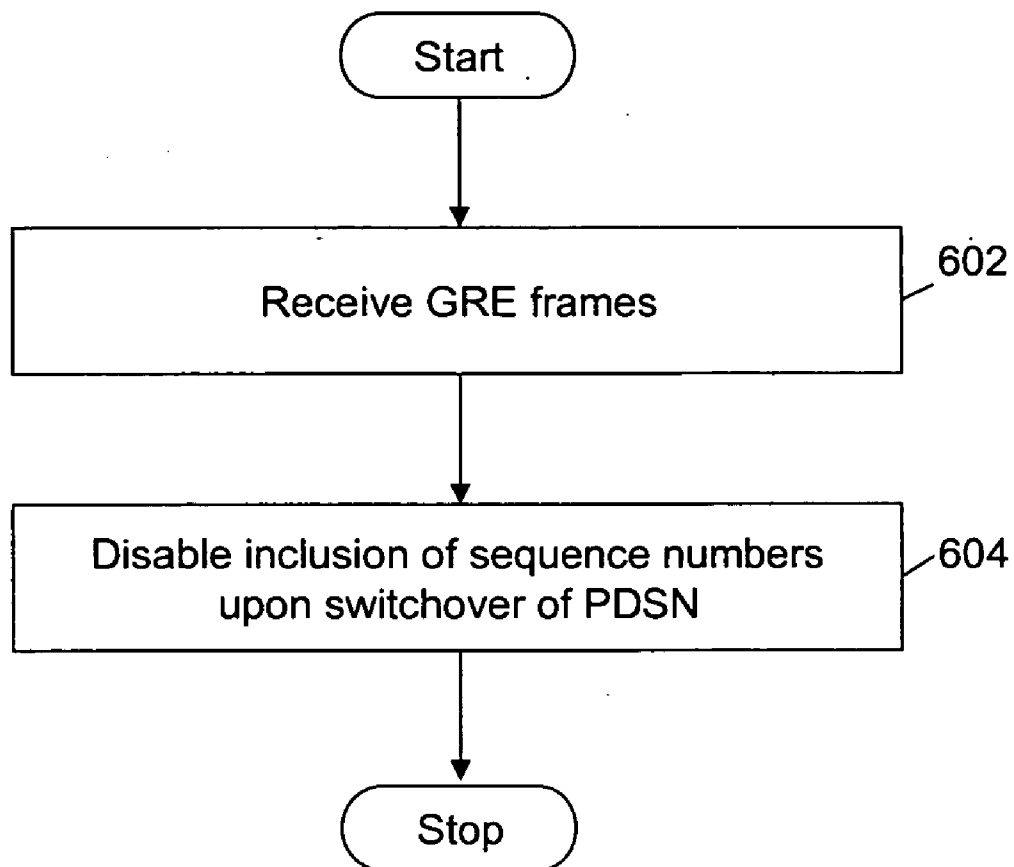 Start
Receive GRE frames
602
Disable inclusion of sequence numbers
upon switchover of PDSN
604
Stop